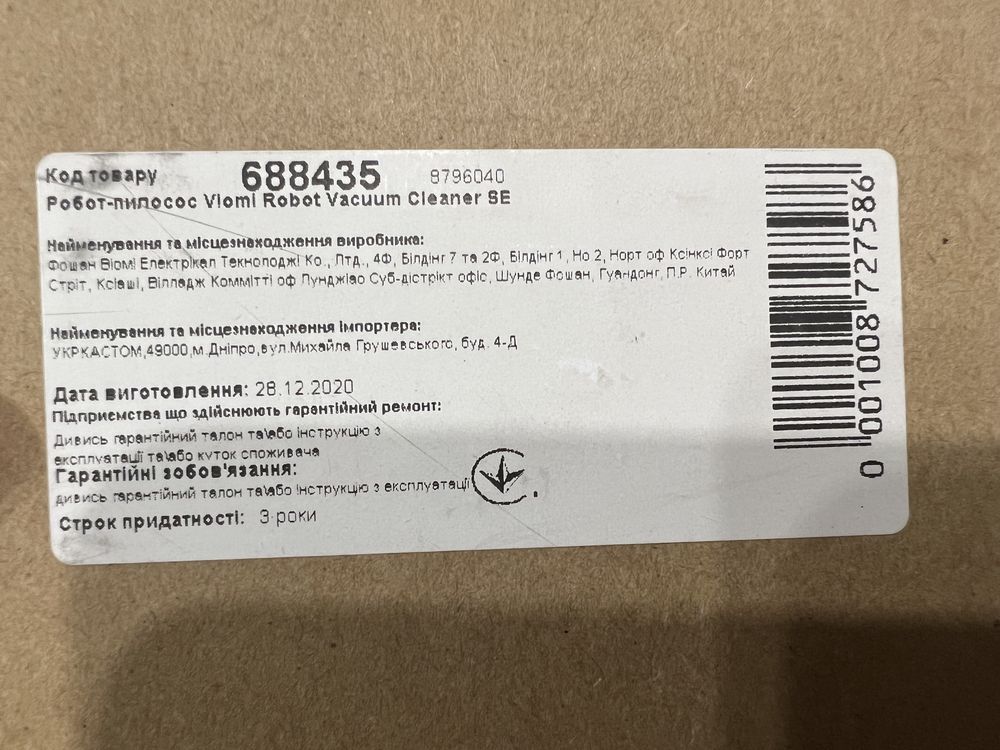 Код товару 688435 8796040
Робот-пилосос Viomi Robot Vacuum Cleaner SE
Найменування та місцезнаходження виробника:
Фошан Віомі Електрікал Текнолоджі Ко., Лтд., 4Ф, Білдінг 7 та 2Ф, Білдінг 1, Но 2, Норт оф Ксінксі Форт
Стріт, Ксіаші, Вілладж Коммітті оф Лунджіао Суб-дістрікт офіс, Шунде Фошан, Гуандонг, П.Р. Китай
Найменування та місцезнаходження імпортера:
УКРКАСТОМ,49000,м.Дніпро,вул.Михайла Грушевського, буд. 4-Д
Дата виготовлення: 28.12.2020
Підприємства що здійснюють гарантійний ремонт:
Дивись гарантійний талон та\або інструкцію з
експлуатації та\або куток споживача
Гарантійні зобов'язання:
дивись гарантійний талон та\або інструкцію з експлуатації
Строк придатності: 3 роки
0 001008 727586